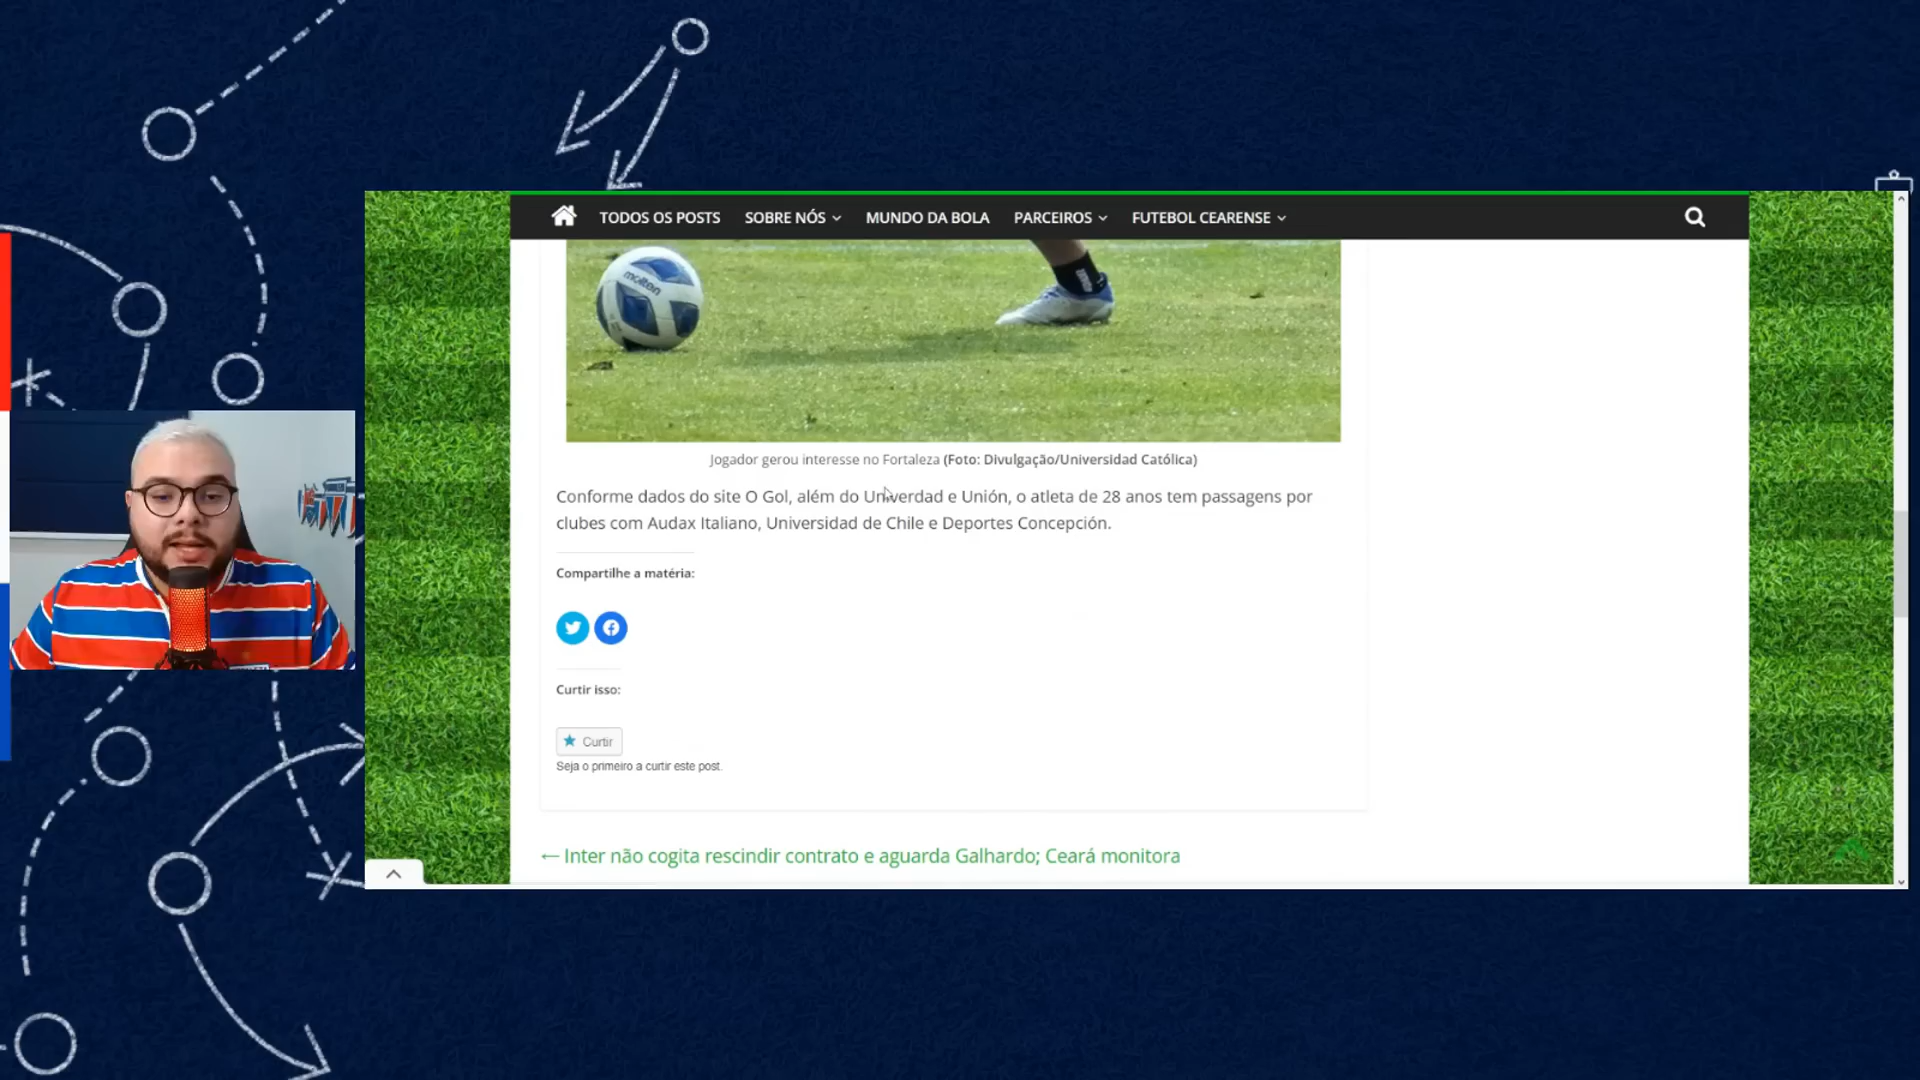 TODOS OS POSTS SOBRE NÓS MUNDO DA BOLA PARCEIROS FUTEBOL CEARENSE
molten
Jogador gerou interesse no Fortaleza (Foto: Divulgação/Universidad Católica)
Conforme dados do site O Gol, além do Univerdad e Unión, o atleta de 28 anos tem passagens por
clubes com Audax Italiano, Universidad de Chile e Deportes Concepción.
Compartilhe a matéria:
Curtir isso:
Curtir
Seja o primeiro a curtir este post.
← Inter não cogita rescindir contrato e aguarda Galhardo; Ceará monitora